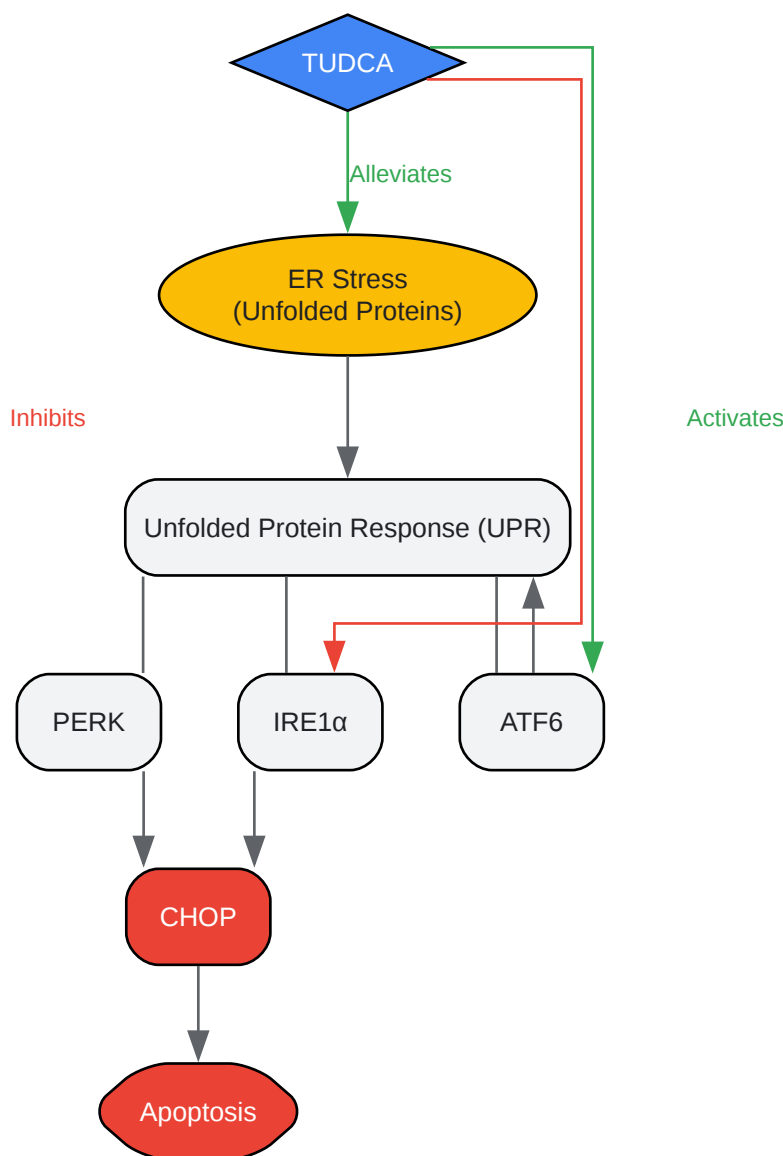 TUDCA
Alleviates
ER Stress
(Unfolded Proteins)
Inhibits
Activates
Unfolded Protein Response (UPR)
PERK
IRE1α
ATF6
CHOP
Apoptosis